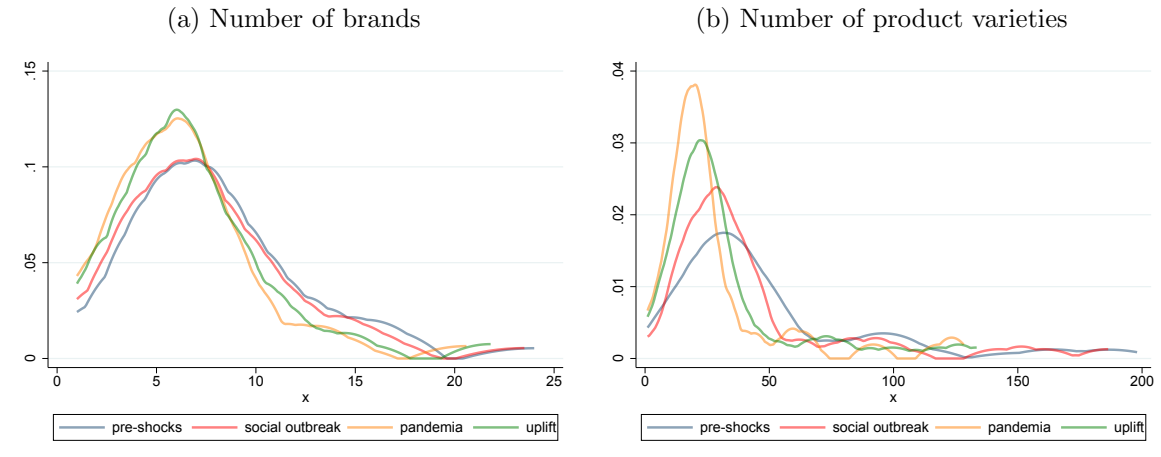 (a) Number of brands
.15
.1
.05
0
0 5 10 15 20 25
x
pre-shocks social outbreak pandemia uplift
(b) Number of product varieties
.04
.03
.02
.01
0
0 50 100 150 200
x
pre-shocks social outbreak pandemia uplift